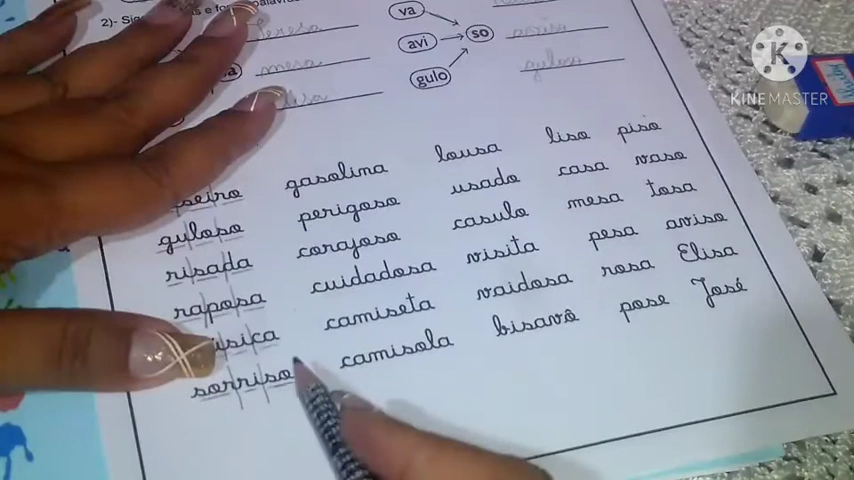 2)-
va
avi
gulo
so
mesa
KINEMASTER
gasolina lousa liso piso
guloso perigoso usado casa vaso
risada corajoso casulo mesa tosa
raposa cuidadosa visita pesa aviso
camiseta vaidosa rosa Elisa
sorriso camisola bisavô pose José